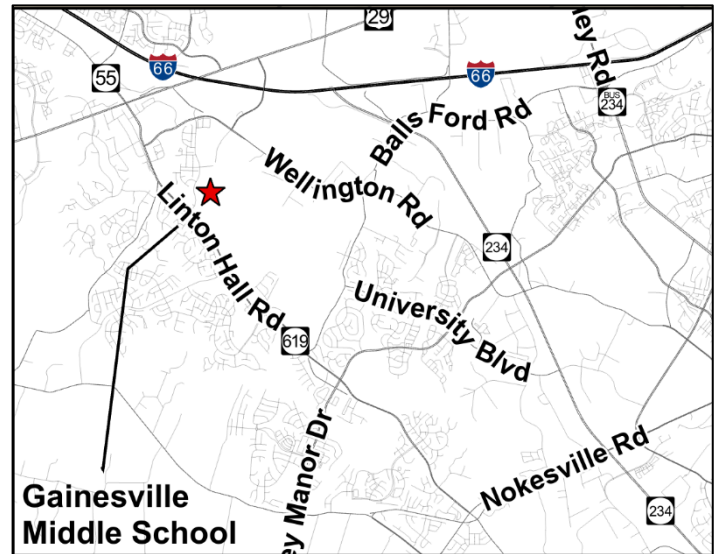 29
ley Rd
66
55
66
BUS
234
Balls Ford Rd
Wellington Rd
Linton Hall Rd
234
University Blvd
619
ey Manor Dr
Nokesville Rd
Gainesville
Middle School
234